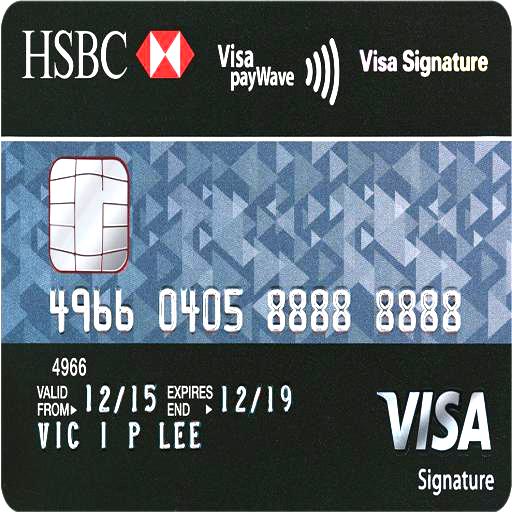 HSBC Visa payWave Visa Signature
4966 0405 8888 8888
4966
VALID FROM 12/15 EXPIRES END 12/19
VIC I P LEE
VISA
Signature